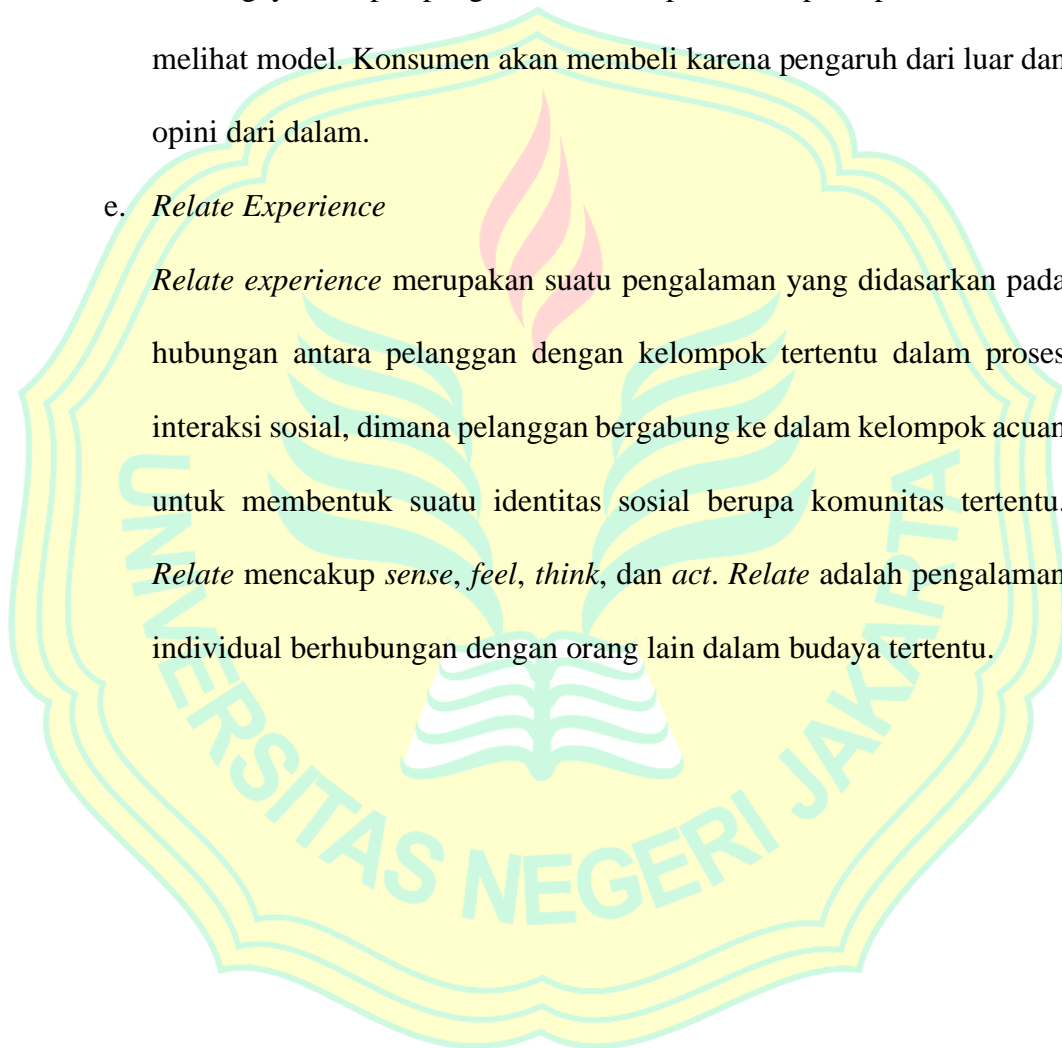 melihat model. Konsumen akan membeli karena pengaruh dari luar dan
opini dari dalam.
e. Relate Experience
Relate experience merupakan suatu pengalaman yang didasarkan pada
hubungan antara pelanggan dengan kelompok tertentu dalam proses
interaksi sosial, dimana pelanggan bergabung ke dalam kelompok acuan
untuk membentuk suatu identitas sosial berupa komunitas tertentu.
Relate mencakup sense, feel, think, dan act. Relate adalah pengalaman
individual berhubungan dengan orang lain dalam budaya tertentu.
UNIVERSITAS NEGERI JAKARTA